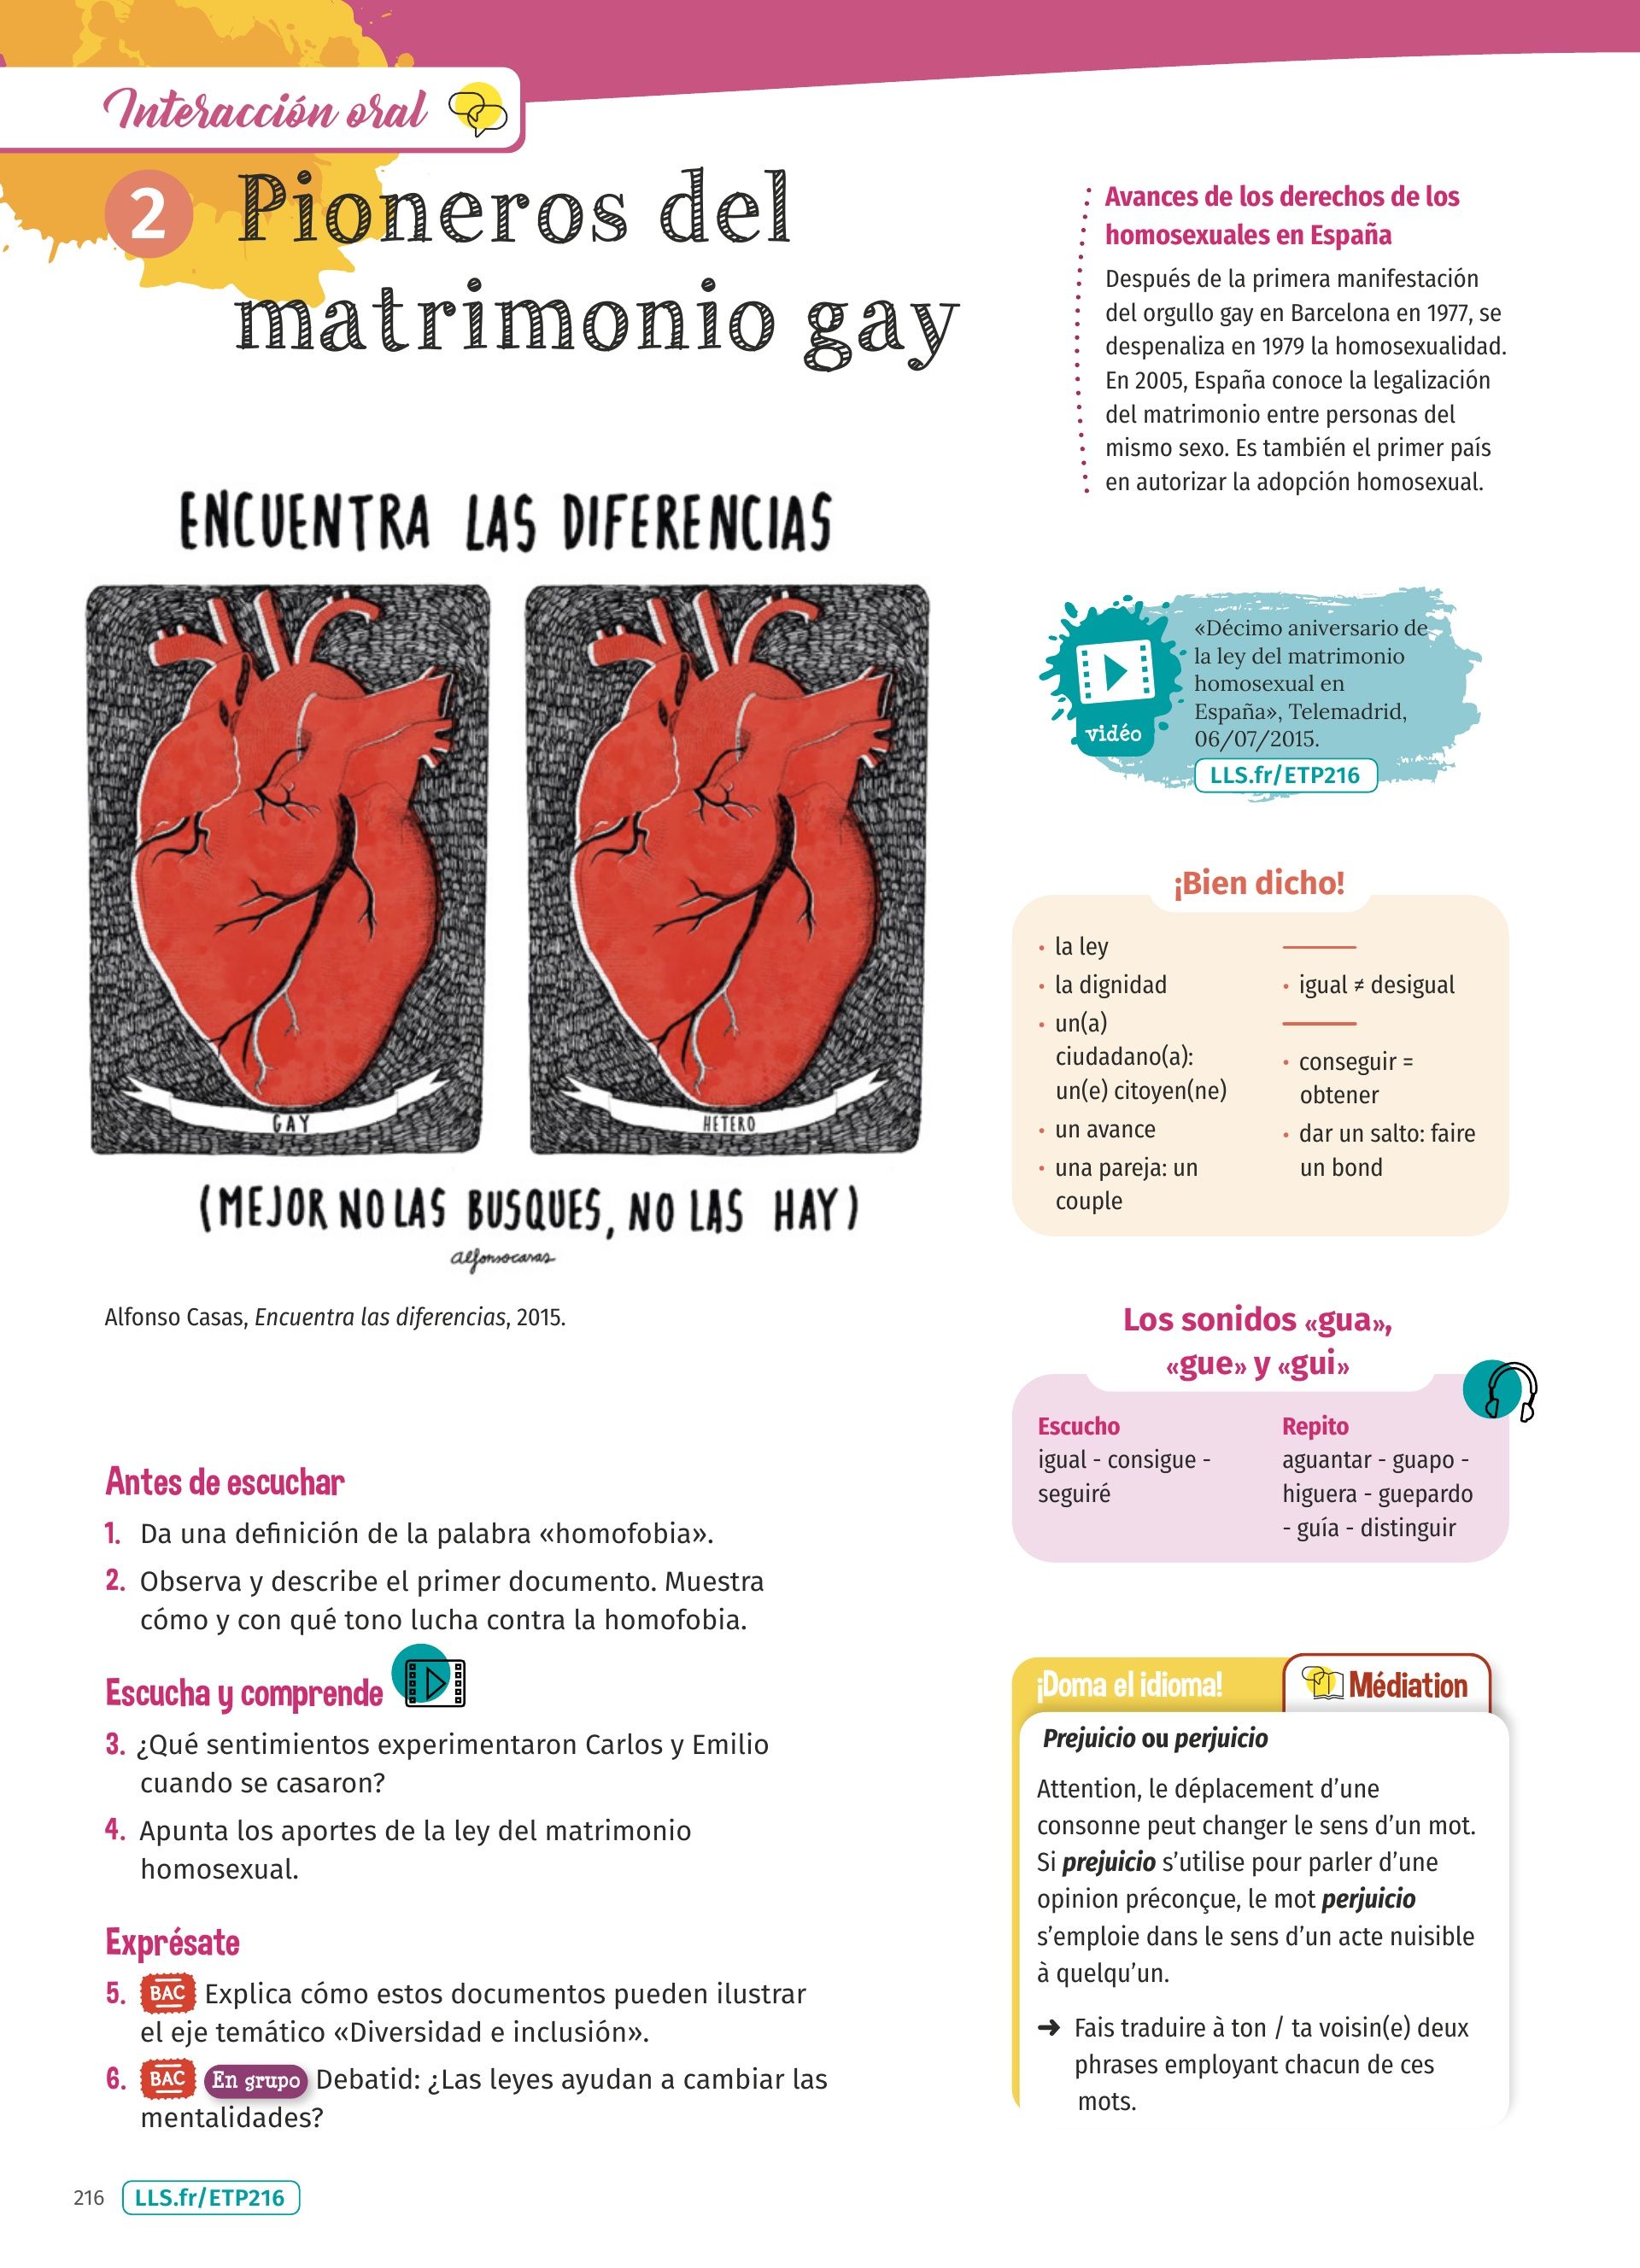 Interacción oral
2
Pioneros del
matrimonio gay
ENCUENTRA LAS DIFERENCIAS
GAY
HETERO
(MEJOR NO LAS BUSQUES, NO LAS HAY)
alfonsocasas
Alfonso Casas, Encuentra las diferencias, 2015.
Antes de escuchar
1. Da una definición de la palabra «homofobia».
2. Observa y describe el primer documento. Muestra
cómo y con qué tono lucha contra la homofobia.
Escucha y comprende
3. ¿Qué sentimientos experimentaron Carlos y Emilio
cuando se casaron?
4. Apunta los aportes de la ley del matrimonio
homosexual.
Exprésate
5. BAC Explica cómo estos documentos pueden ilustrar
el eje temático «Diversidad e inclusión».
6. BAC En grupo Debatid: ¿Las leyes ayudan a cambiar las
mentalidades?
Avances de los derechos de los
homosexuales en España
Después de la primera manifestación
del orgullo gay en Barcelona en 1977, se
despenaliza en 1979 la homosexualidad.
En 2005, España conoce la legalización
del matrimonio entre personas del
mismo sexo. Es también el primer país
en autorizar la adopción homosexual.
vidéo
«Décimo aniversario de
la ley del matrimonio
homosexual en
España», Telemadrid,
06/07/2015.
LLS.fr/ETP216
¡Bien dicho!
• la ley
• la dignidad
• un(a)
ciudadano(a):
un(e) citoyen(ne)
• un avance
• una pareja: un
couple
• igual ≠ desigual
• conseguir =
obtener
• dar un salto: faire
un bond
Los sonidos «gua»,
«gue» y «gui»
Escucho
igual - consigue -
seguiré
Repito
aguantar - guapo -
higuera - guepardo
- guía - distinguir
¡Doma el idioma!
Médiation
Prejuicio ou perjuicio
Attention, le déplacement d'une
consonne peut changer le sens d'un mot.
Si prejuicio s'utilise pour parler d'une
opinion préconçue, le mot perjuicio
s'emploie dans le sens d'un acte nuisible
à quelqu'un.
➜ Fais traduire à ton / ta voisin(e) deux
phrases employant chacun de ces
mots.
216
LLS.fr/ETP216